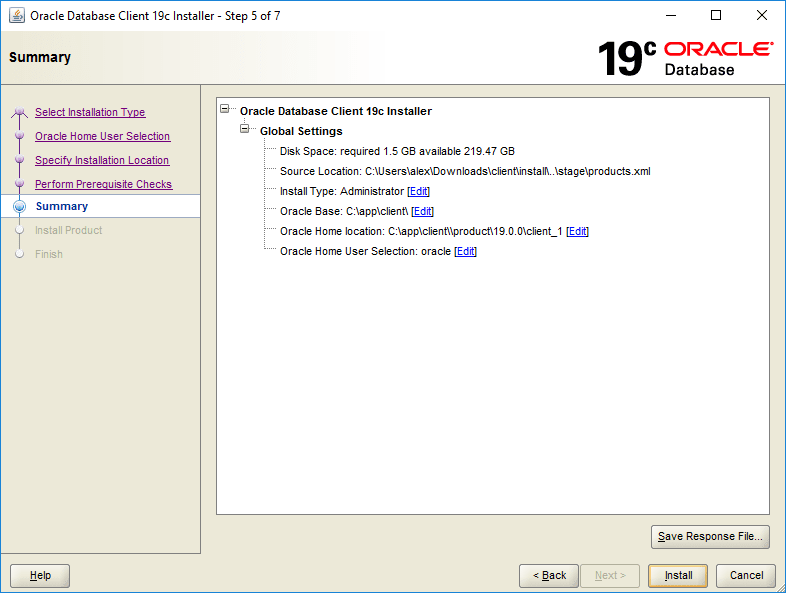 Oracle Database Client 19c Installer - Step 5 of 7
Summary
19c ORACLE
Database
Select Installation Type
Oracle Home User Selection
Specify Installation Location
Perform Prerequisite Checks
Summary
Install Product
Finish
Oracle Database Client 19c Installer
Global Settings
Disk Space: required 1.5 GB available 219.47 GB
Source Location: C:\Users\alex\Downloads\client\install\..\stage\products.xml
Install Type: Administrator [Edit]
Oracle Base: C:\app\client\ [Edit]
Oracle Home location: C:\app\client\\product\19.0.0\client_1 [Edit]
Oracle Home User Selection: oracle [Edit]
Save Response File...
Help
< Back
Next >
Install
Cancel